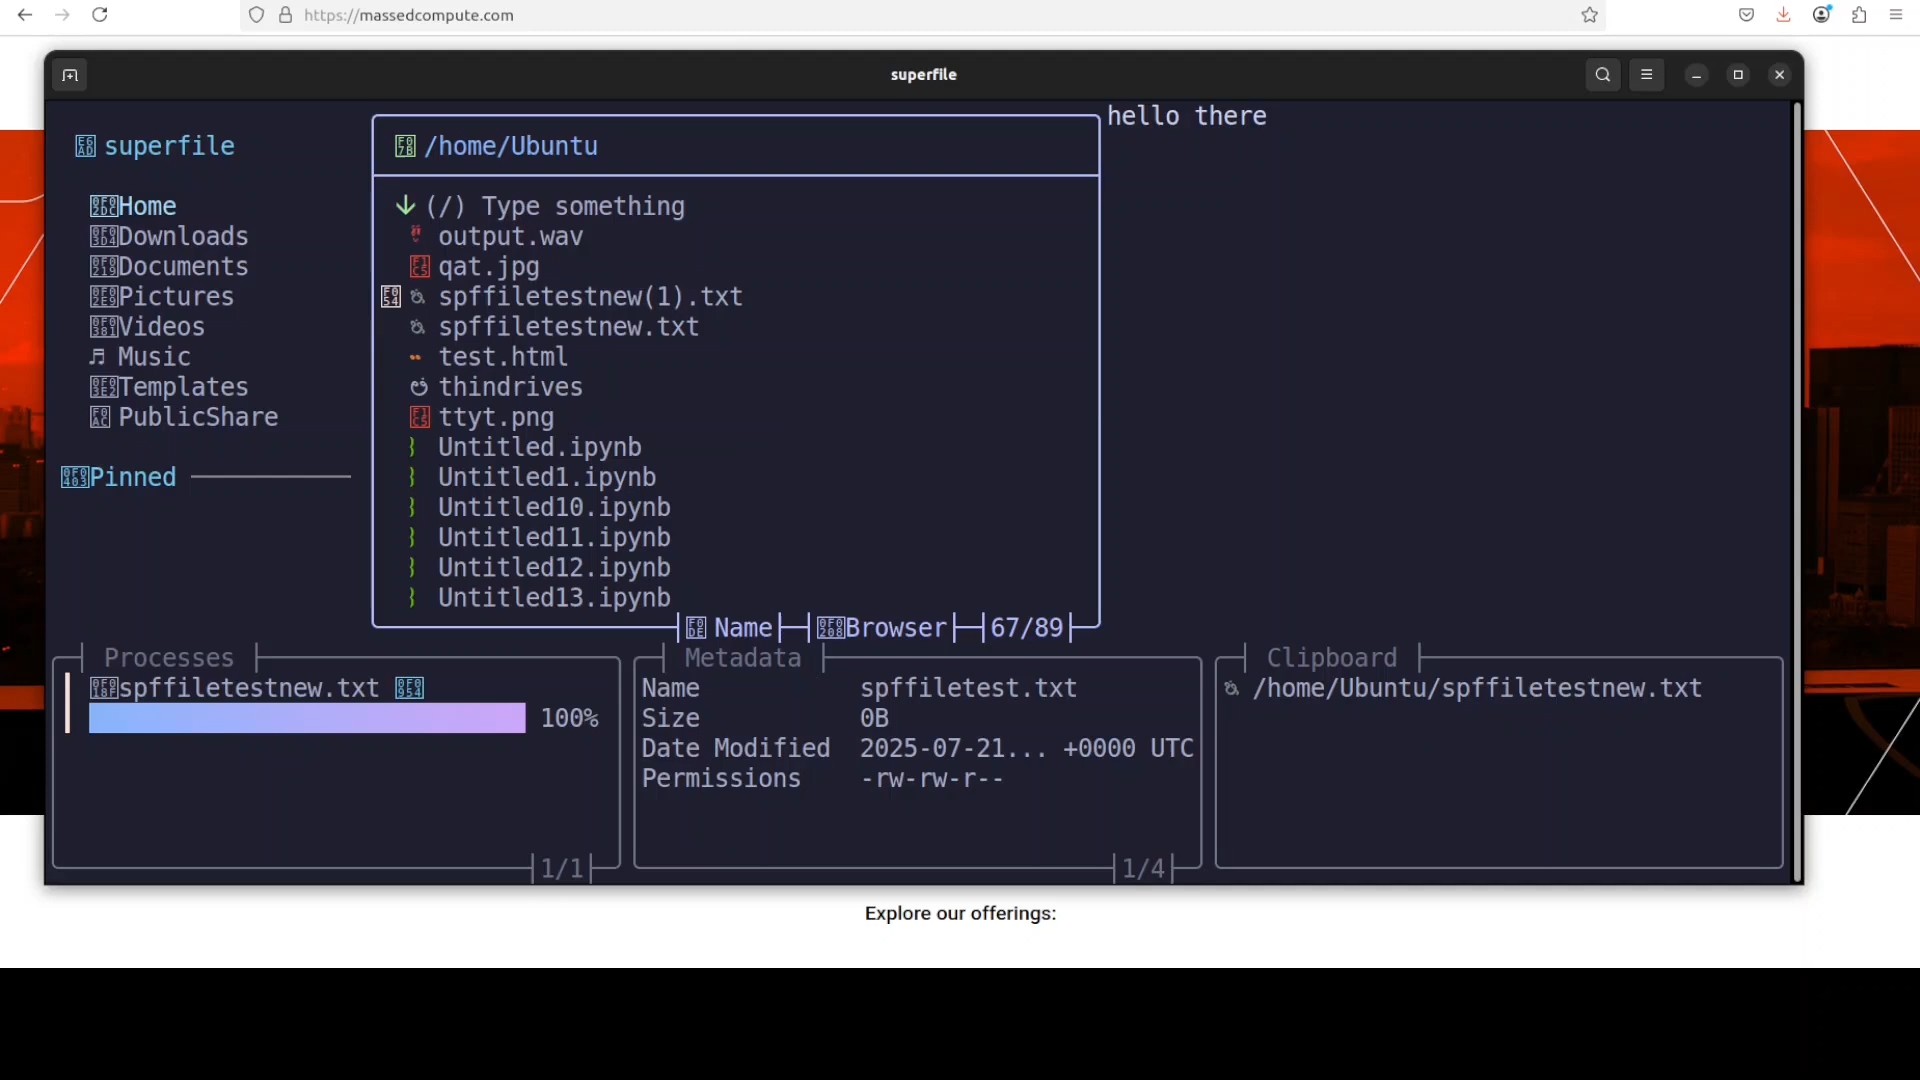 https://massedcompute.com
superfile
superfile
Home
Downloads
Documents
Pictures
Videos
Music
Templates
PublicShare
Pinned
/home/Ubuntu
(/) Type something
output.wav
qat.jpg
spffiletestnew(1).txt
spffiletestnew.txt
test.html
thindrives
ttyt.png
Untitled.ipynb
Untitled1.ipynb
Untitled10.ipynb
Untitled11.ipynb
Untitled12.ipynb
Untitled13.ipynb
Name Browser 67/89
hello there
Processes
spffiletestnew.txt
100%
1/1
Metadata
Name spffiletest.txt
Size 0B
Date Modified 2025-07-21... +0000 UTC
Permissions -rw-rw-r--
1/4
Clipboard
/home/Ubuntu/spffiletestnew.txt
Explore our offerings: